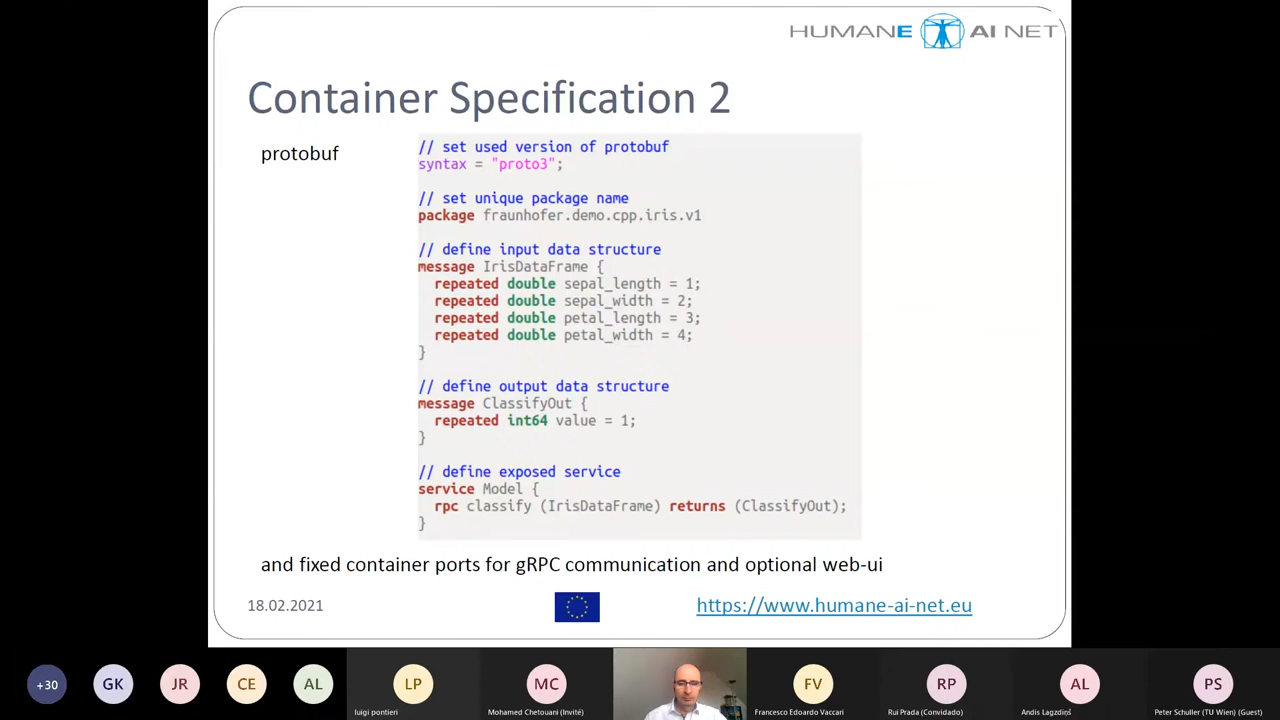 HUMANE AI NET
Container Specification 2
protobuf
// set used version of protobuf
syntax = "proto3";
// set unique package name
package fraunhofer.demo.cpp.iris.v1
// define input data structure
message IrisDataFrame {
repeated double sepal_length = 1;
repeated double sepal_width = 2;
repeated double petal_length = 3;
repeated double petal_width = 4;
}
// define output data structure
message ClassifyOut {
repeated int64 value = 1;
}
// define exposed service
service Model {
rpc classify (IrisDataFrame) returns (ClassifyOut);
}
and fixed container ports for gRPC communication and optional web-ui
18.02.2021
https://www.humane-ai-net.eu
+30 GK JR CE AL LP MC FV RP AL PS
luigi pontieri Mohamed Chetouani (Invité) Francesco Edoardo Vaccari Rui Prada (Convidado) Andis Lagzdiņš Peter Schuller (TU Wien) (Guest)